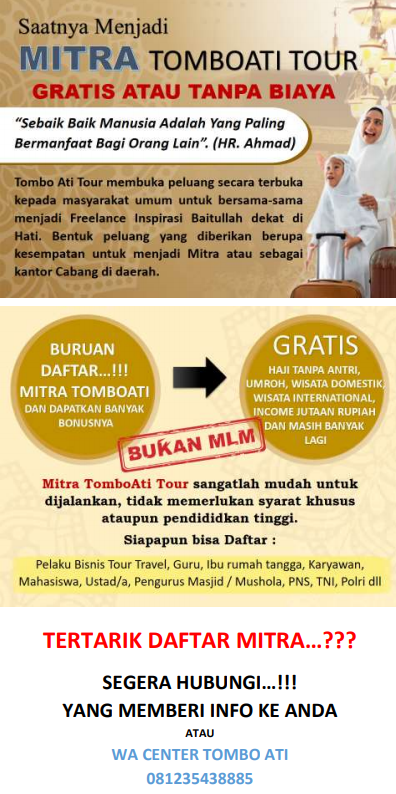 Saatnya Menjadi
MITRA TOMBOATI TOUR
GRATIS ATAU TANPA BIAYA
“Sebaik Baik Manusia Adalah Yang Paling
Bermanfaat Bagi Orang Lain”. (HR. Ahmad)
Tombo Ati Tour membuka peluang secara terbuka
kepada masyarakat umum untuk bersama-sama
menjadi Freelance Inspirasi Baitullah dekat di
Hati. Bentuk peluang yang diberikan berupa
kesempatan untuk menjadi Mitra atau sebagai
kantor Cabang di daerah.
BURUAN
DAFTAR...!!!
MITRA TOMBOATI
DAN DAPATKAN BANYAK
BONUSNYA
GRATIS
HAJI TANPA ANTRI,
UMROH, WISATA DOMESTIK,
WISATA INTERNATIONAL,
INCOME JUTAAN RUPIAH
DAN MASIH BANYAK
LAGI
BUKAN MLM
Mitra TomboAti Tour sangatlah mudah untuk
dijalankan, tidak memerlukan syarat khusus
ataupun pendididkan tinggi.
Siapapun bisa Daftar :
Pelaku Bisnis Tour Travel, Guru, Ibu rumah tangga, Karyawan,
Mahasiswa, Ustad/a, Pengurus Masjid / Mushola, PNS, TNI, Polri dll
TERTARIK DAFTAR MITRA...???
SEGERA HUBUNGI...!!!
YANG MEMBERI INFO KE ANDA
ATAU
WA CENTER TOMBO ATI
081235438885